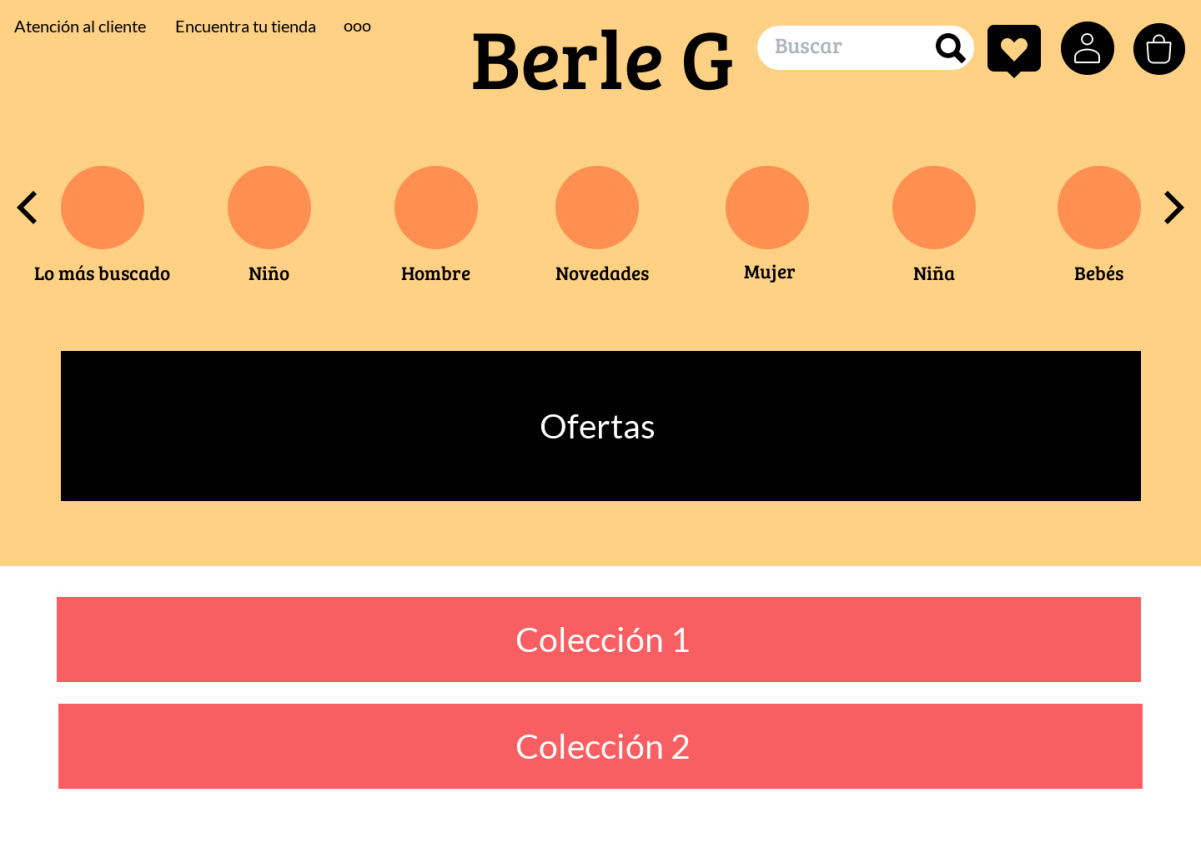 Atención al cliente
Encuentra tu tienda
ooo
Berle G
Buscar
Lo más buscado
Niño
Hombre
Novedades
Mujer
Niña
Bebés
Ofertas
Colección 1
Colección 2